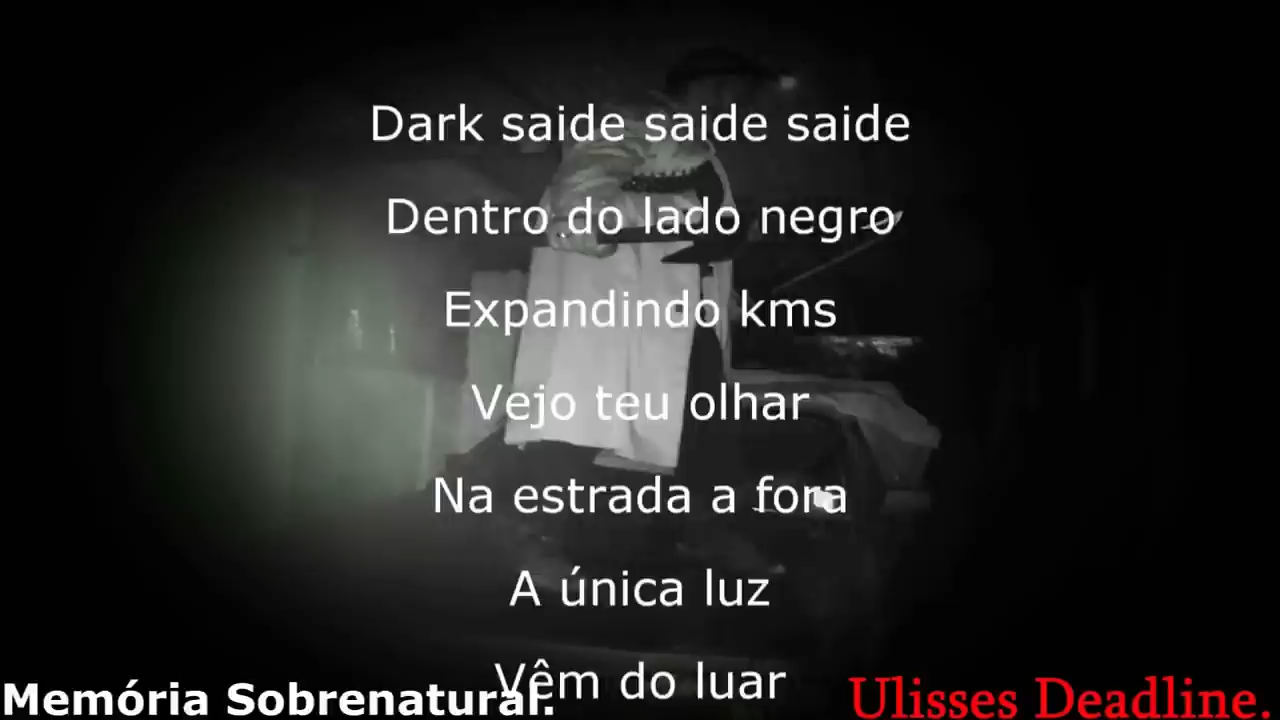 Dark saide saide saide
Dentro do lado negro
Expandindo kms
Vejo teu olhar
Na estrada a fora
A única luz
Vêm do luar
Memória Sobrenatural.
Ulisses Deadline.